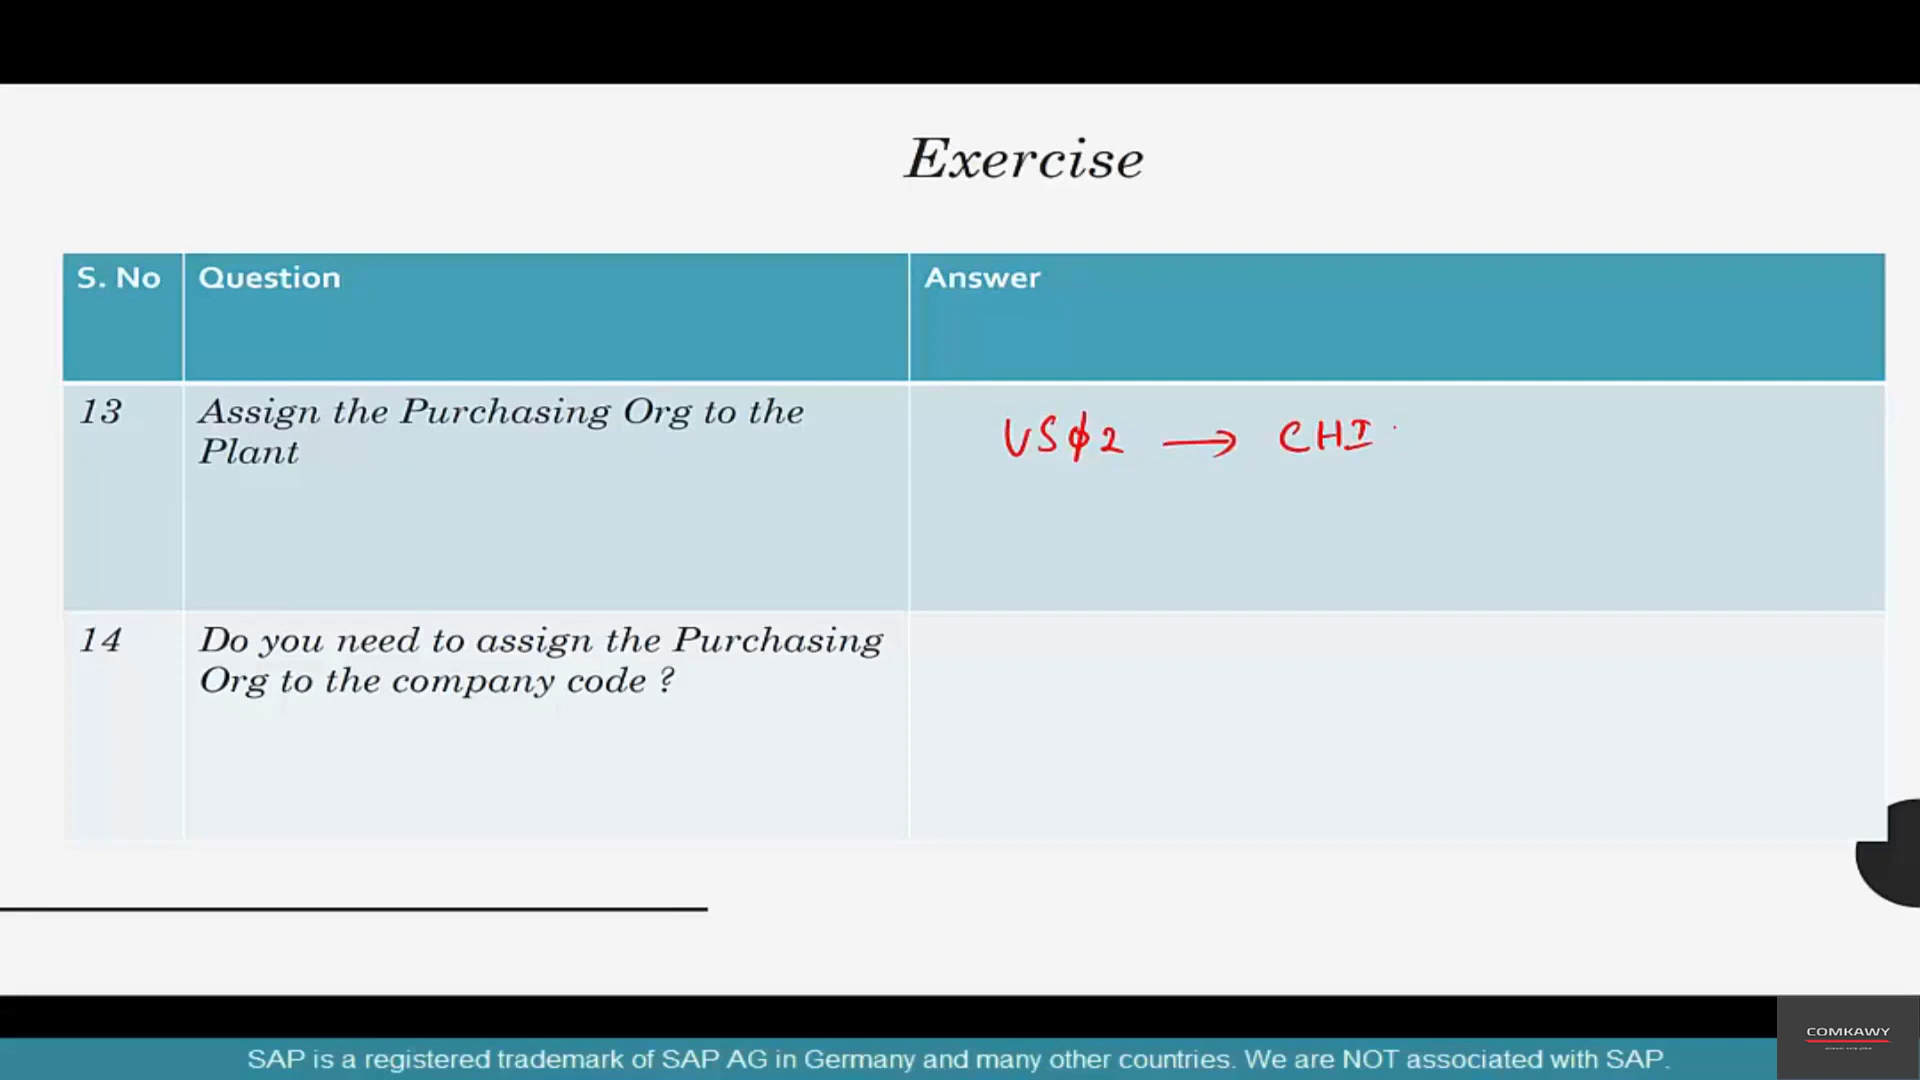 Exercise
S. No Question Answer
13 Assign the Purchasing Org to the
Plant
USφ2 → CHI
14 Do you need to assign the Purchasing
Org to the company code ?
COMKAWY
SAP is a registered trademark of SAP AG in Germany and many other countries. We are NOT associated with SAP.